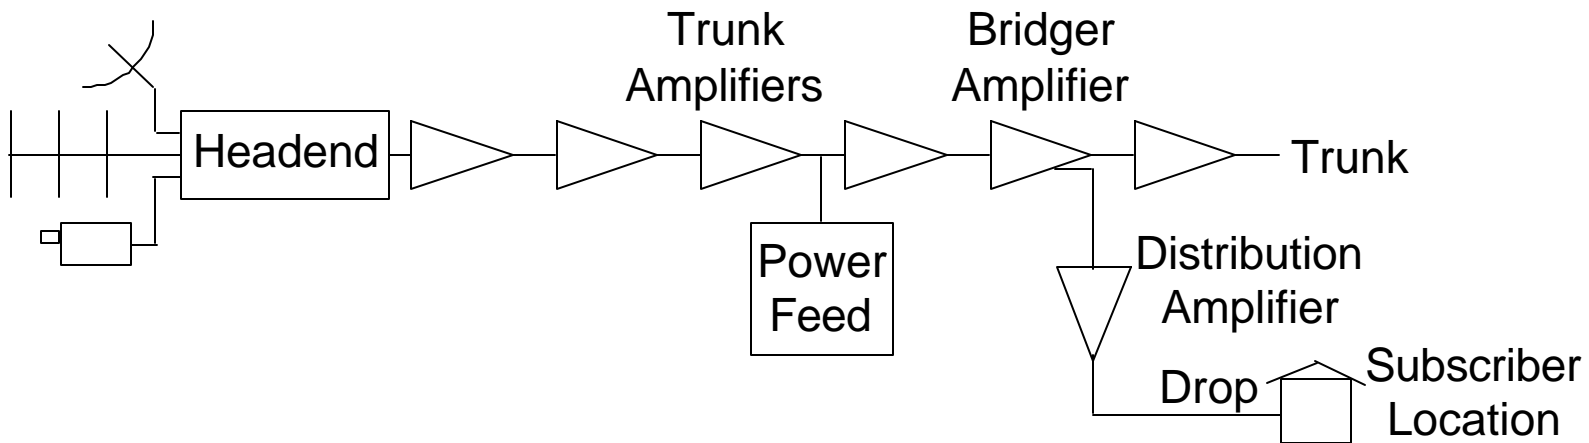 Trunk
Amplifiers
Bridger
Amplifier
Headend
Trunk
Power
Feed
Distribution
Amplifier
Drop
Subscriber
Location